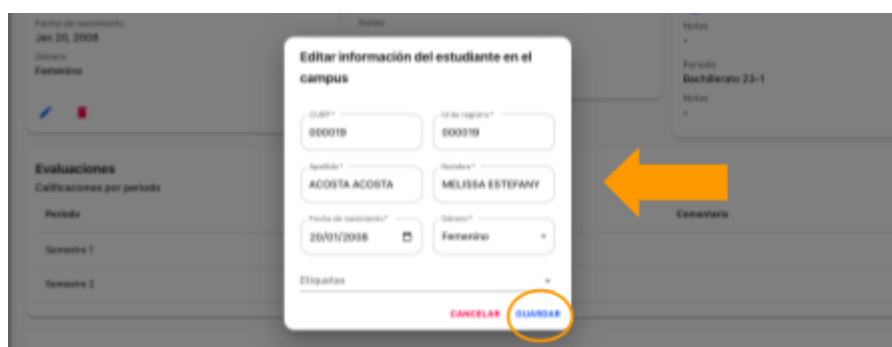 Fecha de nacimiento
Jan 20, 2008
Género
Femenino
Notas
Notas
-
Periodo
Bachillerato 23-1
Notas
-
Editar información del estudiante en el
campus
CURP*
000019
Id de registro*
000019
Apellido*
ACOSTA ACOSTA
Nombre*
MELISSA ESTEFANY
Fecha de nacimiento*
20/01/2008
Género*
Femenino
Etiquetas
CANCELAR GUARDAR
Evaluaciones
Calificaciones por periodo
Periodo
Comentario
Semestre 1
Semestre 2